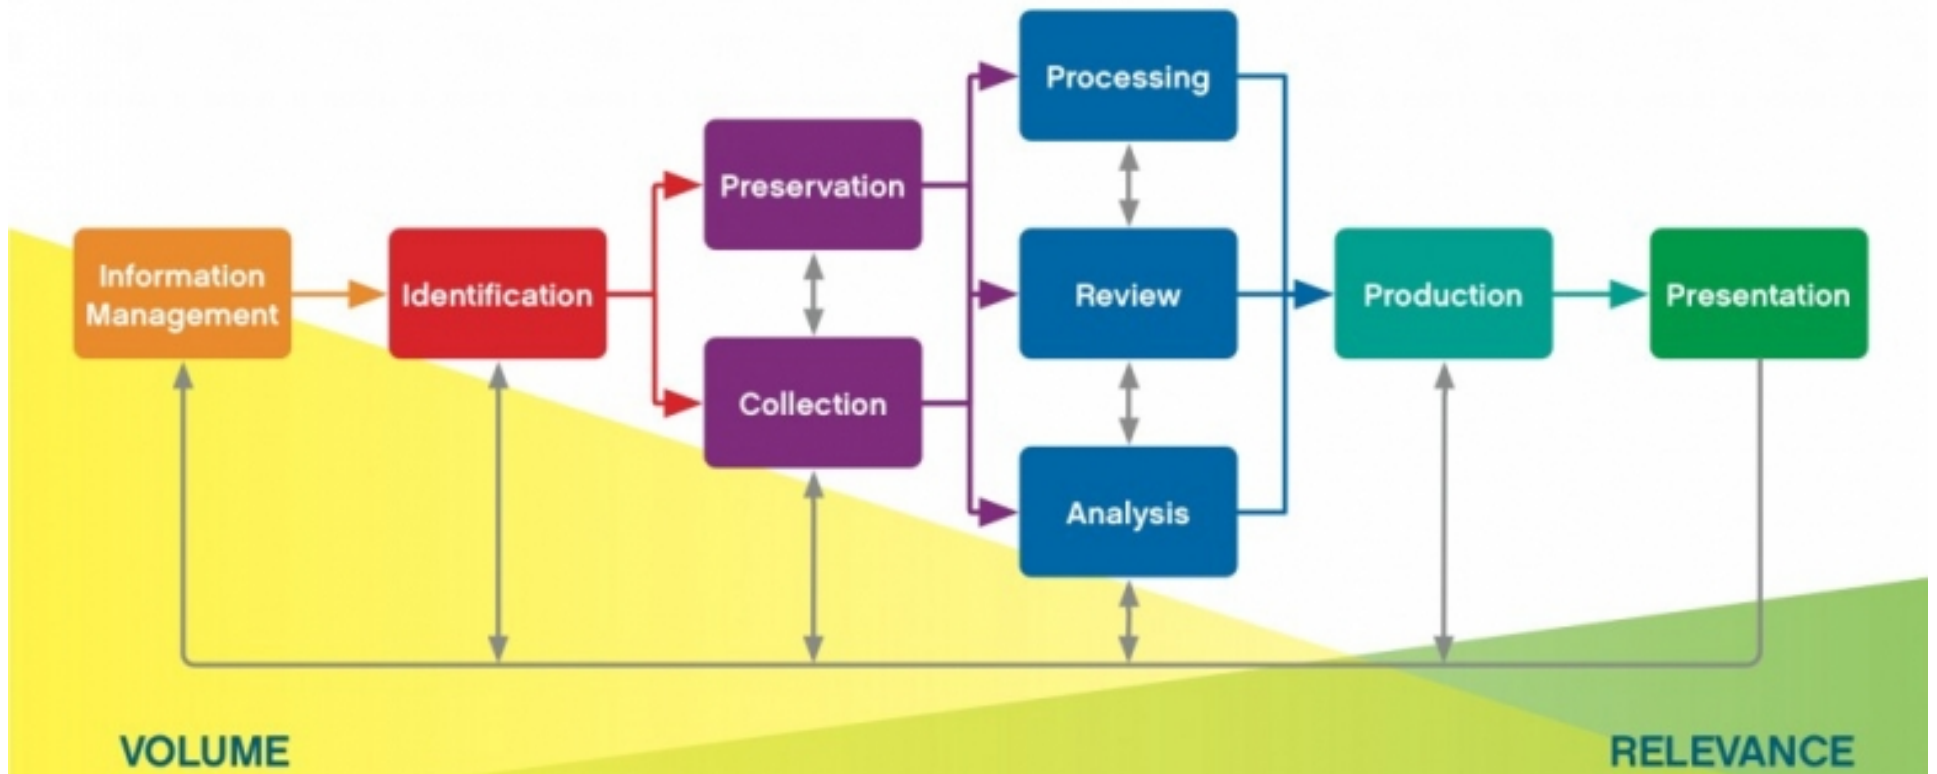 Information
Management
Identification
Preservation
Collection
Processing
Review
Analysis
Production
Presentation
VOLUME
RELEVANCE